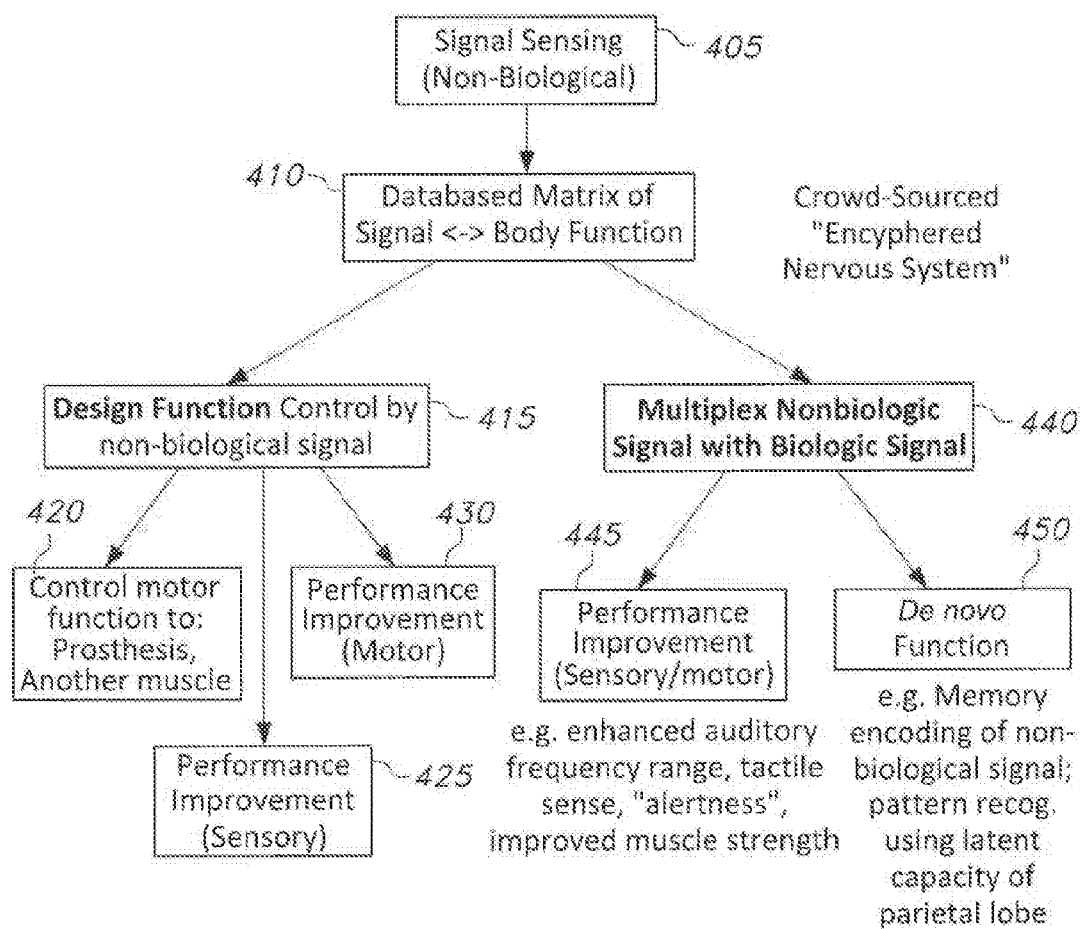 Signal Sensing
(Non-Biological)
405
410
Databased Matrix of
Signal <-> Body Function
Crowd-Sourced
"Encyphered
Nervous System"
Design Function Control by
non-biological signal
415
Multiplex Nonbiologic
Signal with Biologic Signal
440
420
Control motor
function to:
Prosthesis,
Another muscle
430
Performance
Improvement
(Motor)
425
Performance
Improvement
(Sensory)
445
Performance
Improvement
(Sensory/motor)
e.g. enhanced auditory
frequency range, tactile
sense, "alertness",
improved muscle strength
450
De novo
Function
e.g. Memory
encoding of non-
biological signal;
pattern recog.
using latent
capacity of
parietal lobe